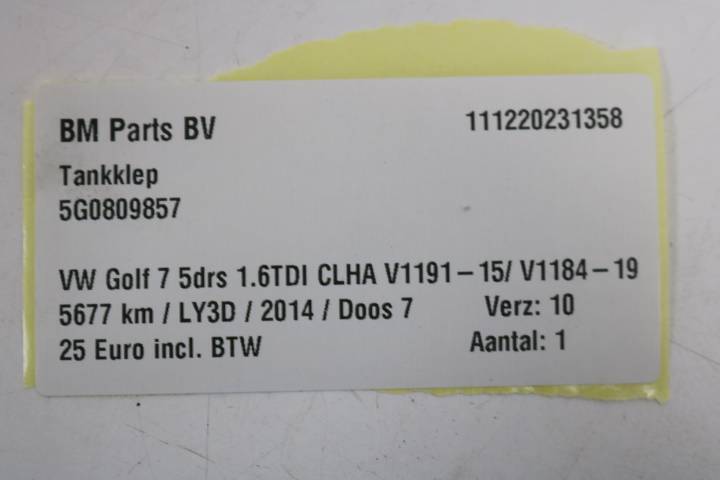 BM Parts BV 111220231358
Tankklep
5G0809857
VW Golf 7 5drs 1.6TDI CLHA V1191-15/ V1184-19
5677 km / LY3D / 2014 / Doos 7 Verz: 10
25 Euro incl. BTW Aantal: 1